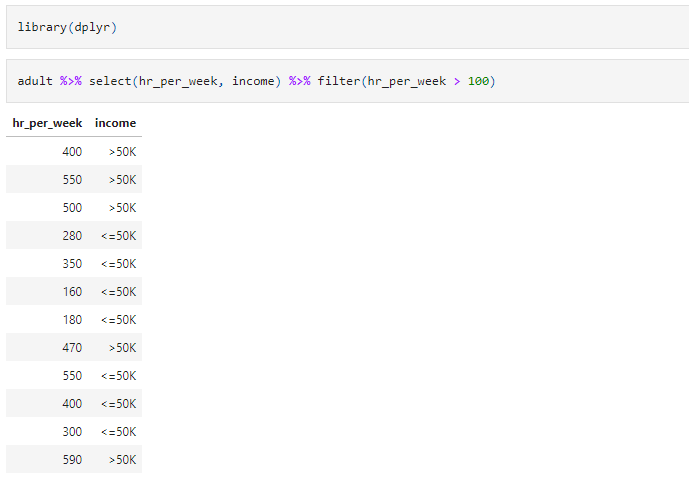 library(dplyr)
adult %>% select(hr_per_week, income) %>% filter(hr_per_week > 100)
hr_per_week income
400 >50K
550 >50K
500 >50K
280 <=50K
350 <=50K
160 <=50K
180 <=50K
470 >50K
550 <=50K
400 <=50K
300 <=50K
590 >50K